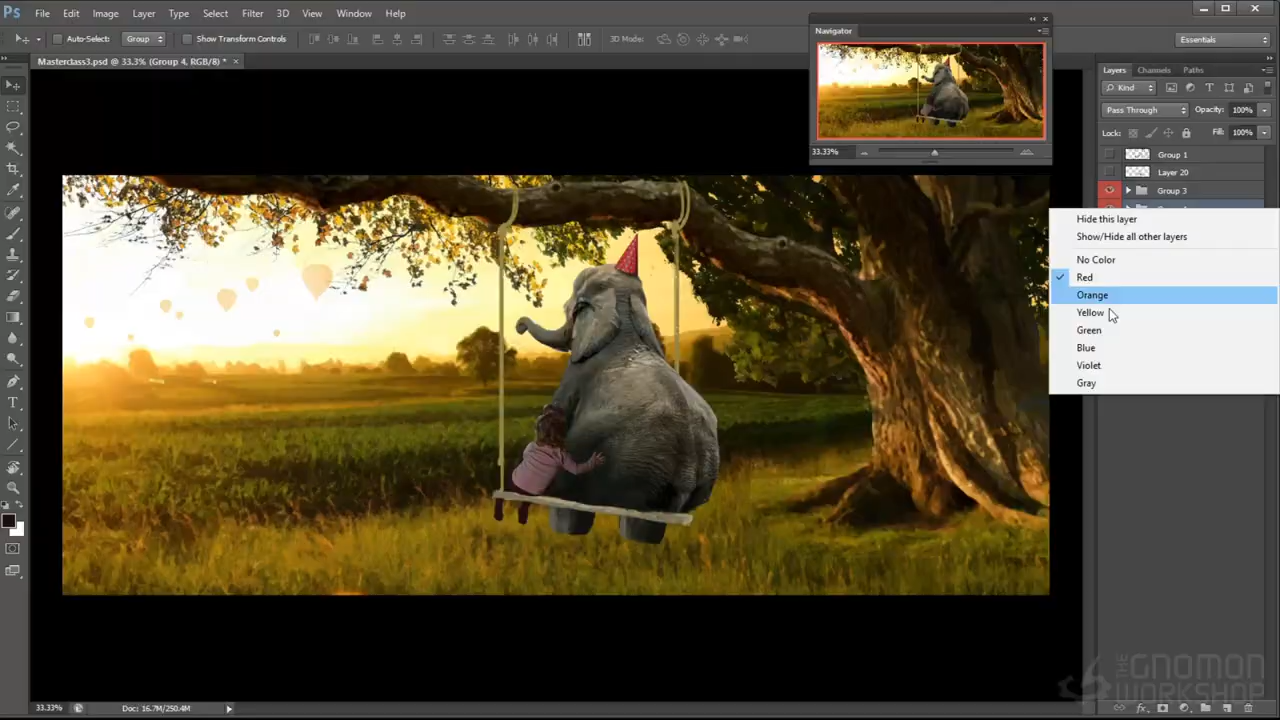 Ps File Edit Image Layer Type Select Filter 3D View Window Help
Auto-Select: Group Show Transform Controls 3D Mode: Essentials
Masterclass3.psd @ 33.3% (Group 4, RGB/8) * ×
Navigator
33.33%
Layers Channels Paths
Kind
Pass Through Opacity: 100%
Lock: Fill: 100%
Group 1
Layer 20
Group 3
Hide this layer
Show/Hide all other layers
No Color
Red
Orange
Yellow
Green
Blue
Violet
Gray
THE GNOMON
WORKSHOP
33.33% Doc: 16.7M/250.4M